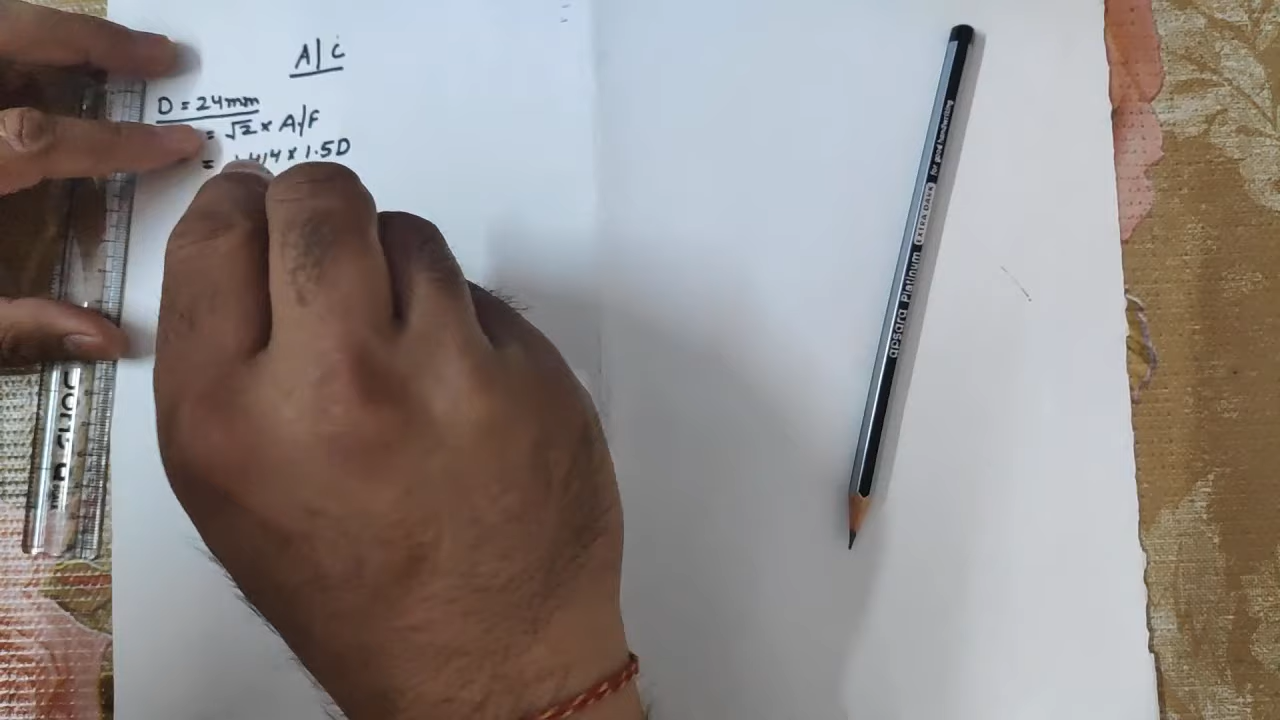 A/C
D = 24mm
= √2 × A/F
= 1.414 × 1.5D
apsara Platinum EXTRA DARK for good handwriting